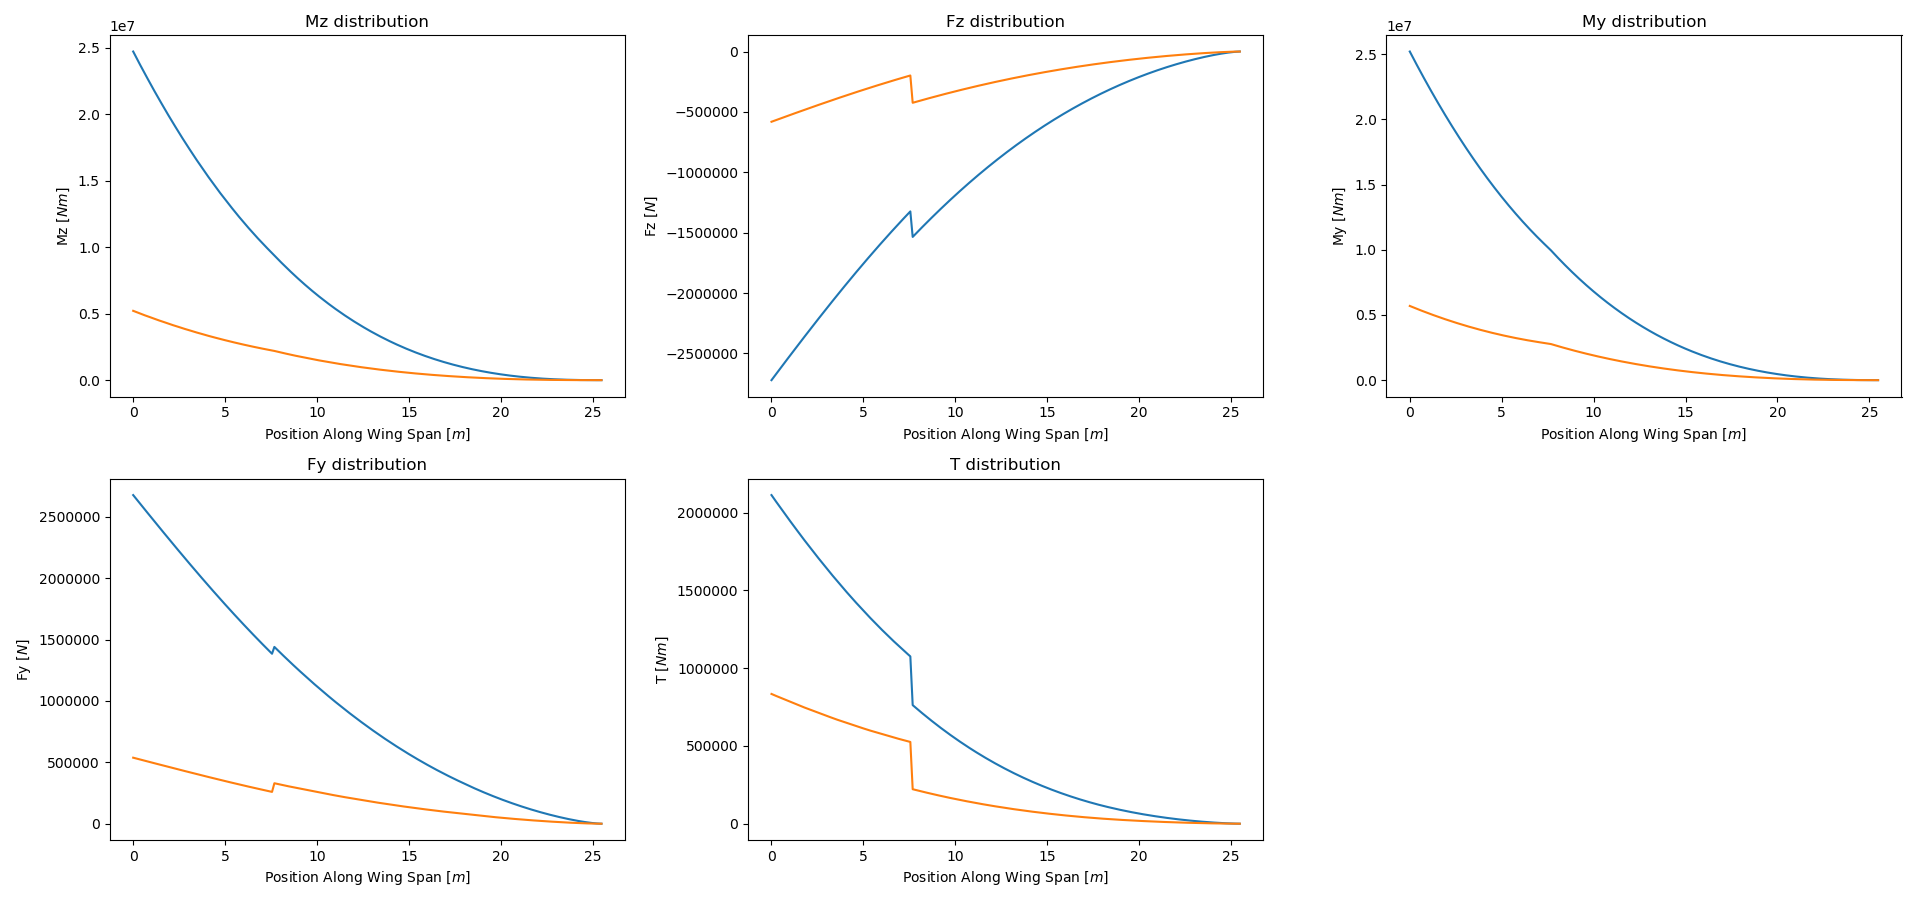 Mz distribution
1e7
2.5
2.0
1.5
1.0
0.5
0.0
Mz [Nm]
0 5 10 15 20 25
Position Along Wing Span [m]
Fz distribution
0
−500000
−1000000
−1500000
−2000000
−2500000
Fz [N]
0 5 10 15 20 25
Position Along Wing Span [m]
My distribution
1e7
2.5
2.0
1.5
1.0
0.5
0.0
My [Nm]
0 5 10 15 20 25
Position Along Wing Span [m]
Fy distribution
2500000
2000000
1500000
1000000
500000
0
Fy [N]
0 5 10 15 20 25
Position Along Wing Span [m]
T distribution
2000000
1500000
1000000
500000
0
T [Nm]
0 5 10 15 20 25
Position Along Wing Span [m]